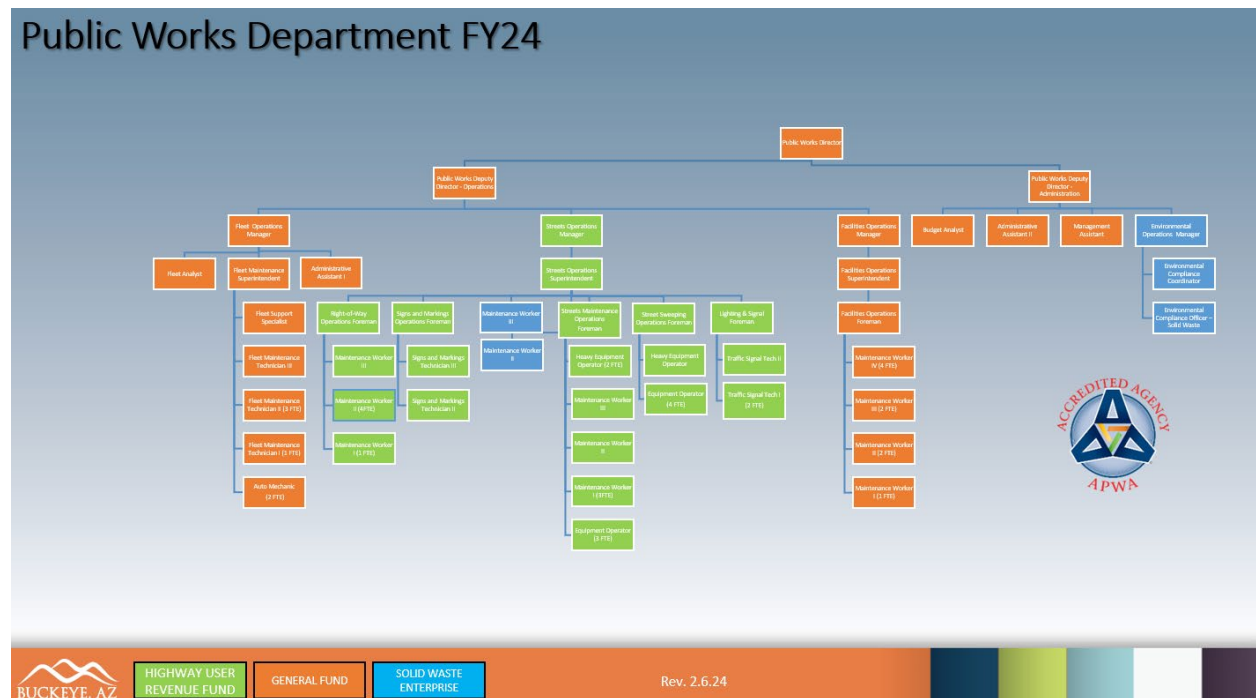 Public Works Department FY24
Public Works Director
Public Works Deputy
Director - Operations
Public Works Deputy
Director -
Administration
Fleet Operations
Manager
Streets Operations
Manager
Facilities Operations
Manager
Budget Analyst
Administrative
Assistant II
Management
Assistant
Environmental
Operations Manager
Fleet Analyst
Fleet Maintenance
Superintendent
Administrative
Assistant I
Streets Operations
Superintendent
Facilities Operations
Superintendent
Environmental
Compliance
Coordinator
Environmental
Compliance Officer –
Solid Waste
Fleet Support
Specialist
Fleet Maintenance
Technician III
Fleet Maintenance
Technician II (3 FTE)
Fleet Maintenance
Technician I (1 FTE)
Auto Mechanic
(2 FTE)
Right-of-Way
Operations Foreman
Maintenance Worker
III
Maintenance Worker
II (4FTE)
Maintenance Worker
I (1 FTE)
Signs and Markings
Operations Foreman
Signs and Markings
Technician III
Signs and Markings
Technician II
Maintenance Worker
III
Maintenance Worker
II
Streets Maintenance
Operations
Foreman
Heavy Equipment
Operator (2 FTE)
Maintenance Worker
III
Maintenance Worker
II
Maintenance Worker
Equipment Operator
(3 FTE)
Street Sweeping
Operations Foreman
Heavy Equipment
Operator
Equipment Operator
(4 FTE)
Lighting & Signal
Foreman
Traffic Signal Tech II
Traffic Signal Tech I
Facilities Operations
Foreman
Maintenance Worker
IV (4 FTE)
Maintenance Worker
III (2 FTE)
Maintenance Worker
II (2 FTE)
Maintenance Worker
I (1 FTE)
ACCREDITED AGENCY
APWA
BUCKEYE, AZ
HIGHWAY USER
REVENUE FUND
GENERAL FUND
SOLID WASTE
ENTERPRISE
Rev. 2.6.24